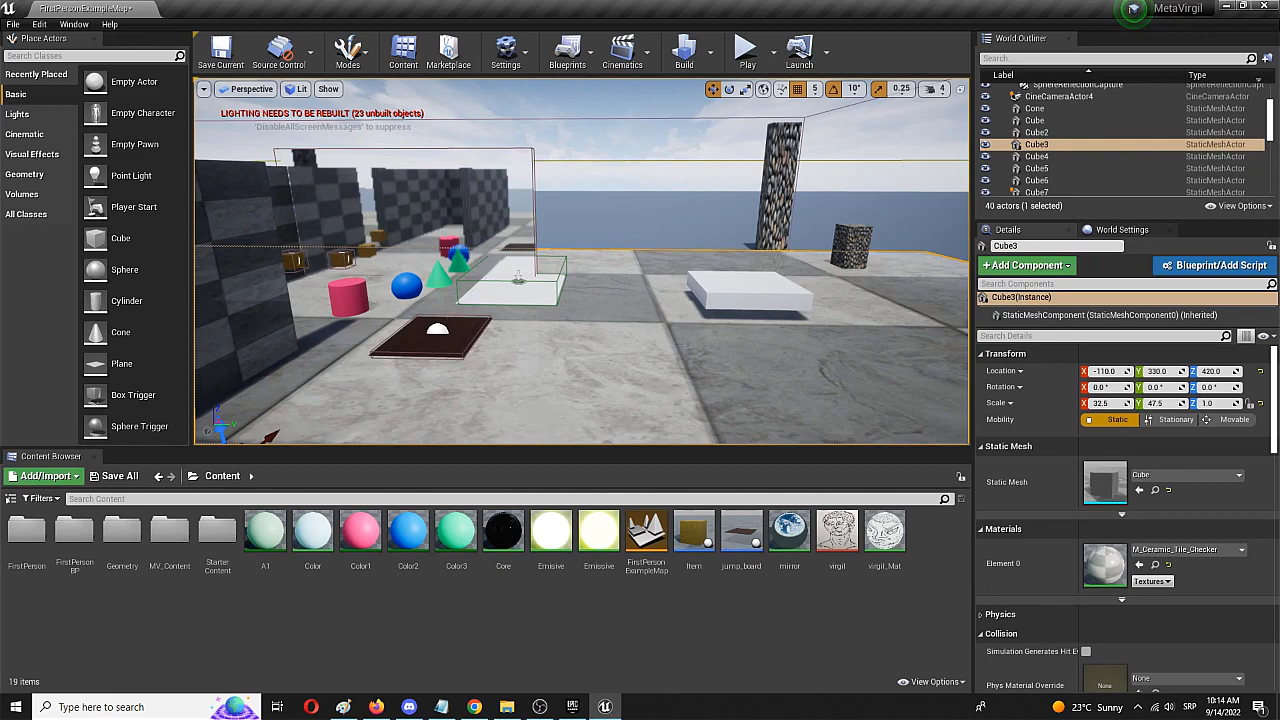 FirstPersonExampleMap•
MetaVirgil
File Edit Window Help
Place Actors
Search Classes
Recently Placed
Basic
Lights
Cinematic
Visual Effects
Geometry
Volumes
All Classes
Empty Actor
Empty Character
Empty Pawn
Point Light
Player Start
Cube
Sphere
Cylinder
Cone
Plane
Box Trigger
Sphere Trigger
Save Current
Source Control
Modes
Content
Marketplace
Settings
Blueprints
Cinematics
Build
Play
Launch
Perspective Lit Show
5 10° 0.25 4
LIGHTING NEEDS TO BE REBUILT (23 unbuilt objects)
'DisableAllScreenMessages' to suppress
World Outliner
Search...
Label Type
SphereReflectionCapture
CineCameraActor4 CineCameraActor
Cone StaticMeshActor
Cube StaticMeshActor
Cube2 StaticMeshActor
Cube3 StaticMeshActor
Cube4 StaticMeshActor
Cube5 StaticMeshActor
Cube6 StaticMeshActor
Cube7 StaticMeshActor
40 actors (1 selected) View Options
Details World Settings
Cube3
+Add Component Blueprint/Add Script
Search Components
Cube3(Instance)
StaticMeshComponent (StaticMeshComponent0) (Inherited)
Search Details
Transform
Location X -110.0 Y 330.0 Z 420.0
Rotation X 0.0° Y 0.0° Z 0.0°
Scale X 32.5 Y 47.5 Z 1.0
Mobility Static Stationary Movable
Static Mesh
Static Mesh Cube
Materials
Element 0 M_Ceramic_Tile_Checker
Textures
Physics
Collision
Simulation Generates Hit E
Phys Material Override None None
Content Browser
Add/Import Save All Content
Filters Search Content
FirstPerson
FirstPerson
BP
Geometry
MV_Content
Starter
Content
A1
Color
Color1
Color2
Color3
Core
Emisive
Emissive
FirstPerson
ExampleMap
Item
jump_board
mirror
virgil
virgil_Mat
19 items View Options
Type here to search
23°C Sunny SRP
10:14 AM
9/14/2022